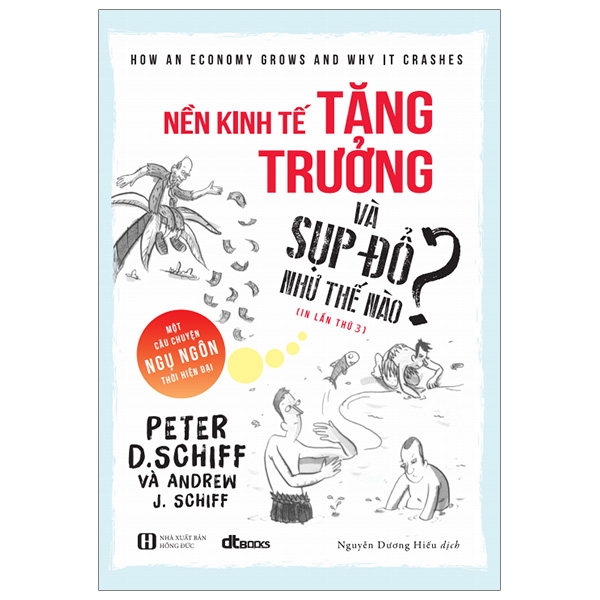 HOW AN ECONOMY GROWS AND WHY IT CRASHES
NỀN KINH TẾ TĂNG
TRƯỞNG
VÀ
SỤP ĐỔ
NHƯ THẾ NÀO
?
(IN LẦN THỨ 3)
MỘT
CÂU CHUYỆN
NGỤ NGÔN
THỜI HIỆN ĐẠI
PETER
D.SCHIFF
VÀ ANDREW
J. SCHIFF
H
NHÀ XUẤT BẢN
HỒNG ĐỨC
dtBOOKS
Nguyễn Dương Hiếu dịch